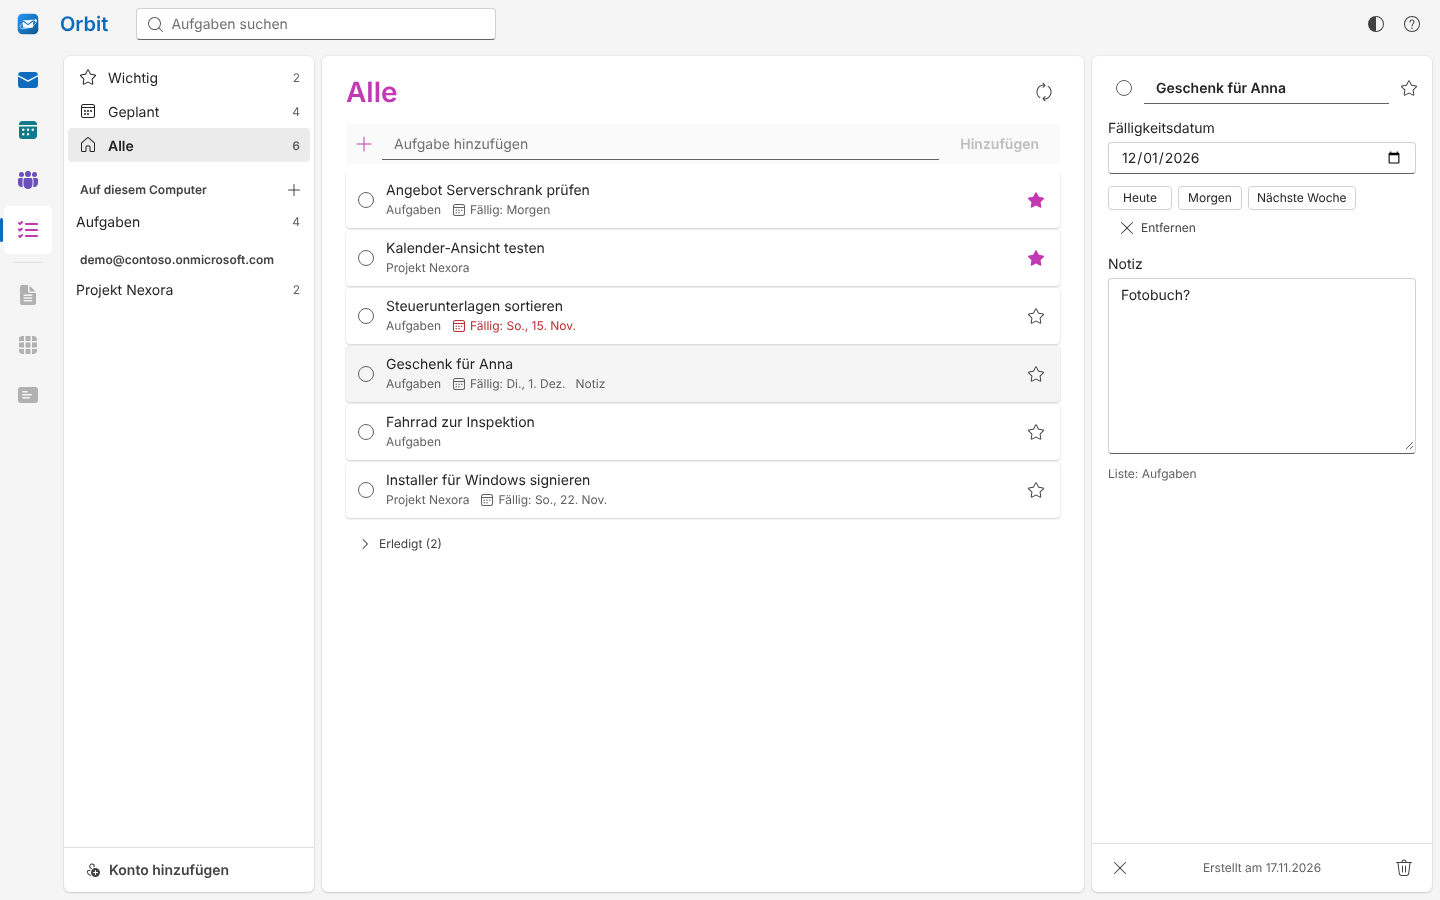 Orbit
Aufgaben suchen
Wichtig 2
Geplant 4
Alle 6
Auf diesem Computer
Aufgaben 4
demo@contoso.onmicrosoft.com
Projekt Nexora 2
Konto hinzufügen
Alle
Aufgabe hinzufügen Hinzufügen
Angebot Serverschrank prüfen
Aufgaben Fällig: Morgen
Kalender-Ansicht testen
Projekt Nexora
Steuerunterlagen sortieren
Aufgaben Fällig: So., 15. Nov.
Geschenk für Anna
Aufgaben Fällig: Di., 1. Dez. Notiz
Fahrrad zur Inspektion
Aufgaben
Installer für Windows signieren
Projekt Nexora Fällig: So., 22. Nov.
Erledigt (2)
Geschenk für Anna
Fälligkeitsdatum
12/01/2026
Heute Morgen Nächste Woche
Entfernen
Notiz
Fotobuch?
Liste: Aufgaben
Erstellt am 17.11.2026